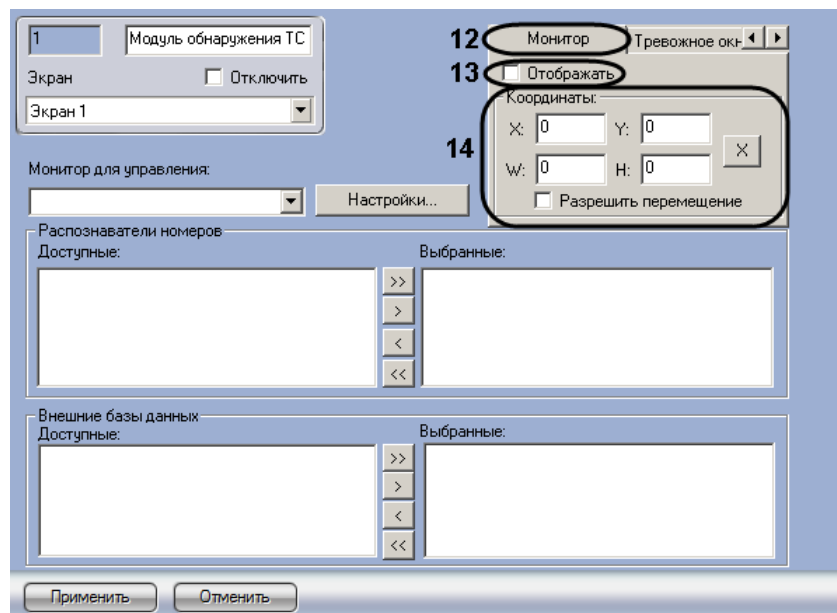 1
Модуль обнаружения ТС
Экран
Отключить
Экран 1
Монитор для управления:
Настройки...
12
Монитор
Тревожное окн
13
Отображать
Координаты:
14
X: 0
Y: 0
X
W: 0
H: 0
Разрешить перемещение
Распознаватели номеров
Доступные:
Выбранные:
>>
>
<
<<
Внешние базы данных
Доступные:
Выбранные:
>>
>
<
<<
Применить
Отменить